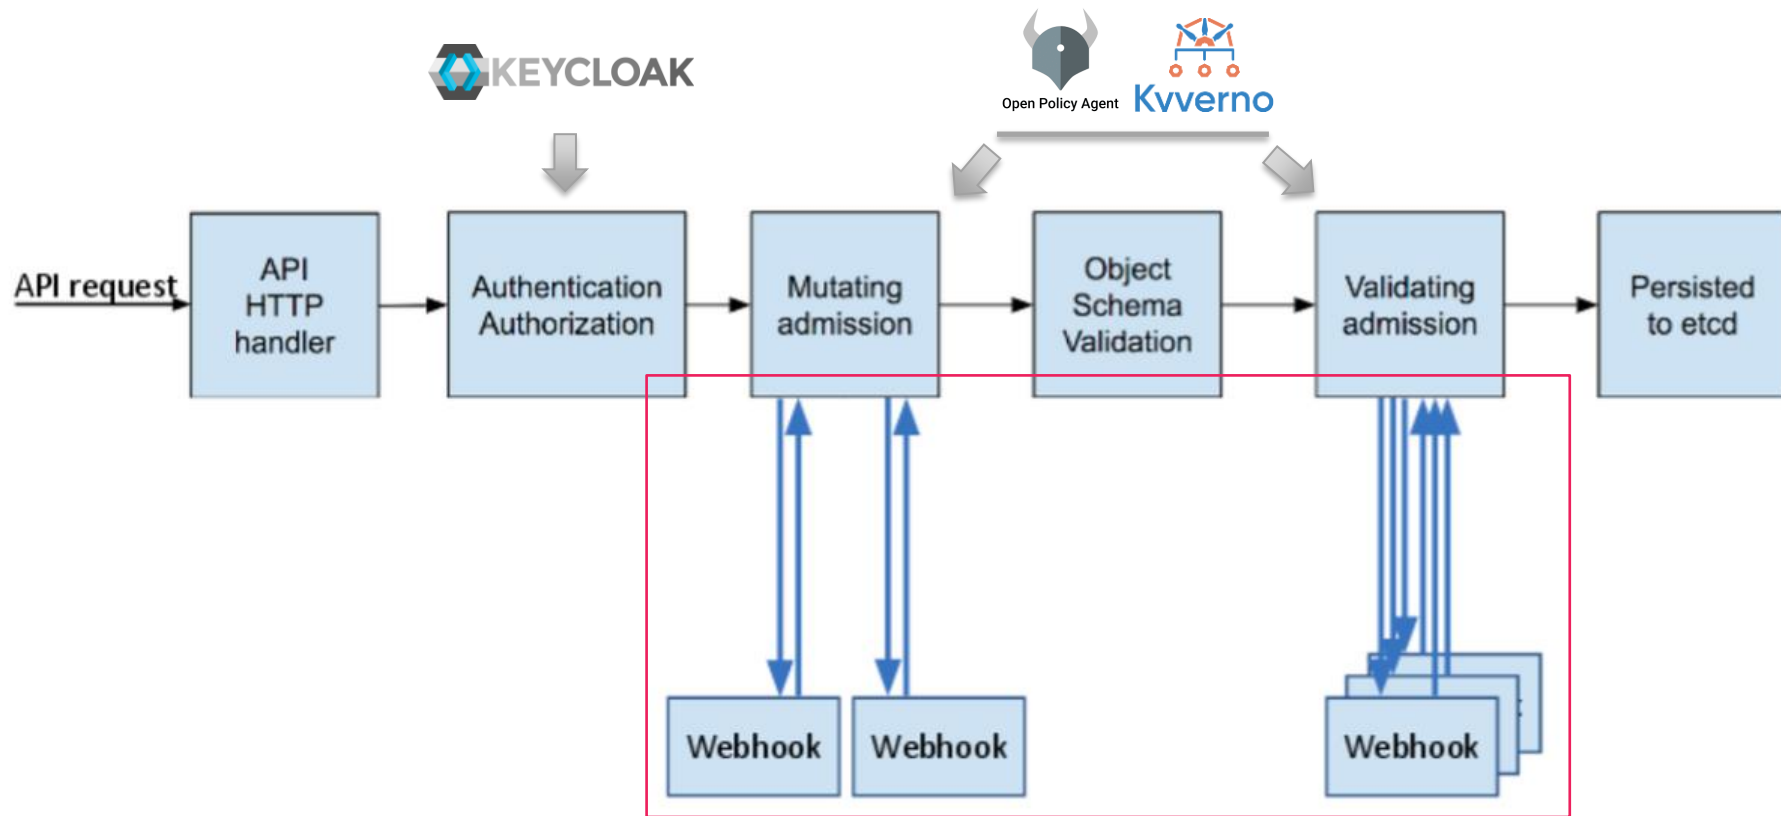 KEYCLOAK
Open Policy Agent
Kyverno
API request
API
HTTP
handler
Authentication
Authorization
Mutating
admission
Object
Schema
Validation
Validating
admission
Persisted
to etcd
Webhook
Webhook
Webhook